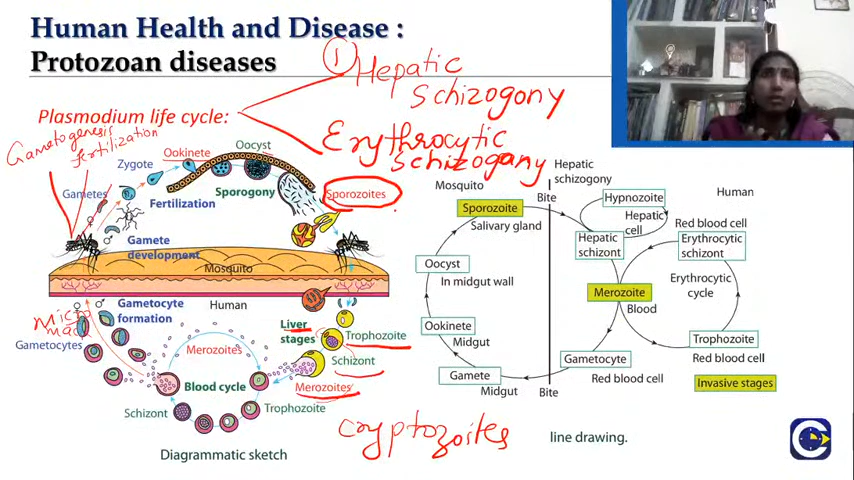 Human Health and Disease :
Protozoan diseases
① Hepatic
Schizogony
Plasmodium life cycle:
Erythrocytic
schizogony
Gametogenesis
fertilization
Zygote
Ookinete
Oocyst
Gametes
Fertilization
Sporogony
Sporozoites
Gamete
development
Mosquito
Human
Micro
mac
Gametocyte
formation
Gametocytes
Merozoites
Blood cycle
Schizont
Trophozoite
Liver
stages
Trophozoite
Schizont
Merozoites
Cryptozoites
Diagrammatic sketch
Mosquito
Bite
Hepatic
schizogony
Human
Sporozoite
Salivary gland
Hypnozoite
Hepatic
cell
Hepatic
schizont
Red blood cell
Erythrocytic
schizont
Oocyst
In midgut wall
Merozoite
Blood
Erythrocytic
cycle
Ookinete
Midgut
Trophozoite
Red blood cell
Gamete
Midgut
Bite
Gametocyte
Red blood cell
Invasive stages
line drawing.